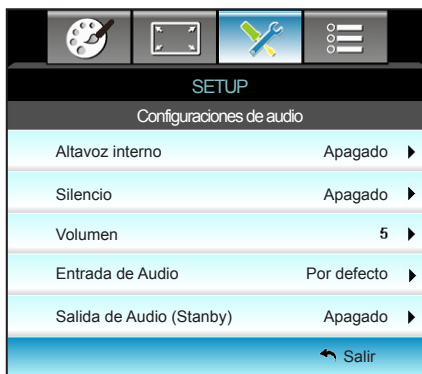 SETUP
Configuraciones de audio
Altavoz interno Apagado
Silencio Apagado
Volumen 5
Entrada de Audio Por defecto
Salida de Audio (Stanby) Apagado
Salir